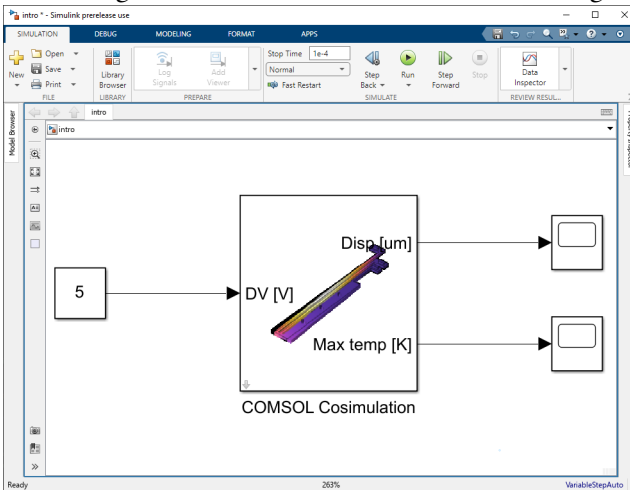 intro * - Simulink prerelease use
SIMULATION DEBUG MODELING FORMAT APPS
New
Open
Save
Print
FILE
Library
Browser
LIBRARY
Log
Signals
Add
Viewer
PREPARE
Stop Time 1e-4
Normal
Fast Restart
Step
Back
Run
Step
Forward
Stop
SIMULATE
Data
Inspector
REVIEW RESUL...
Model Browser
intro
intro
5
DV [V]
Disp [um]
Max temp [K]
COMSOL Cosimulation
Ready 263% VariableStepAuto